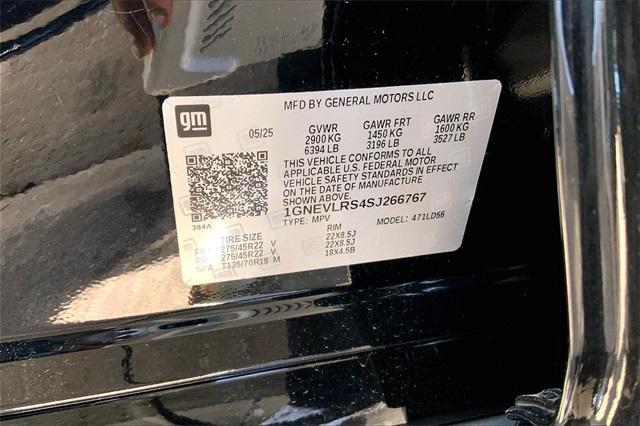 MFD BY GENERAL MOTORS LLC
gm
05/25
GVWR GAWR FRT GAWR RR
2900 KG 1450 KG 1600 KG
6394 LB 3196 LB 3527 LB
THIS VEHICLE CONFORMS TO ALL
APPLICABLE U.S. FEDERAL MOTOR
VEHICLE SAFETY STANDARDS IN EFFECT
ON THE DATE OF MANUFACTURE
1GNEVLRS4SJ266767
384A
TYPE: MPV MODEL: 471LD56
TIRE-SIZE RIM
FRT 275/45R22 V 22X8.5J
RR 275/45R22 V 22X8.5J
SPA T135/70R18 M 18X4.5B